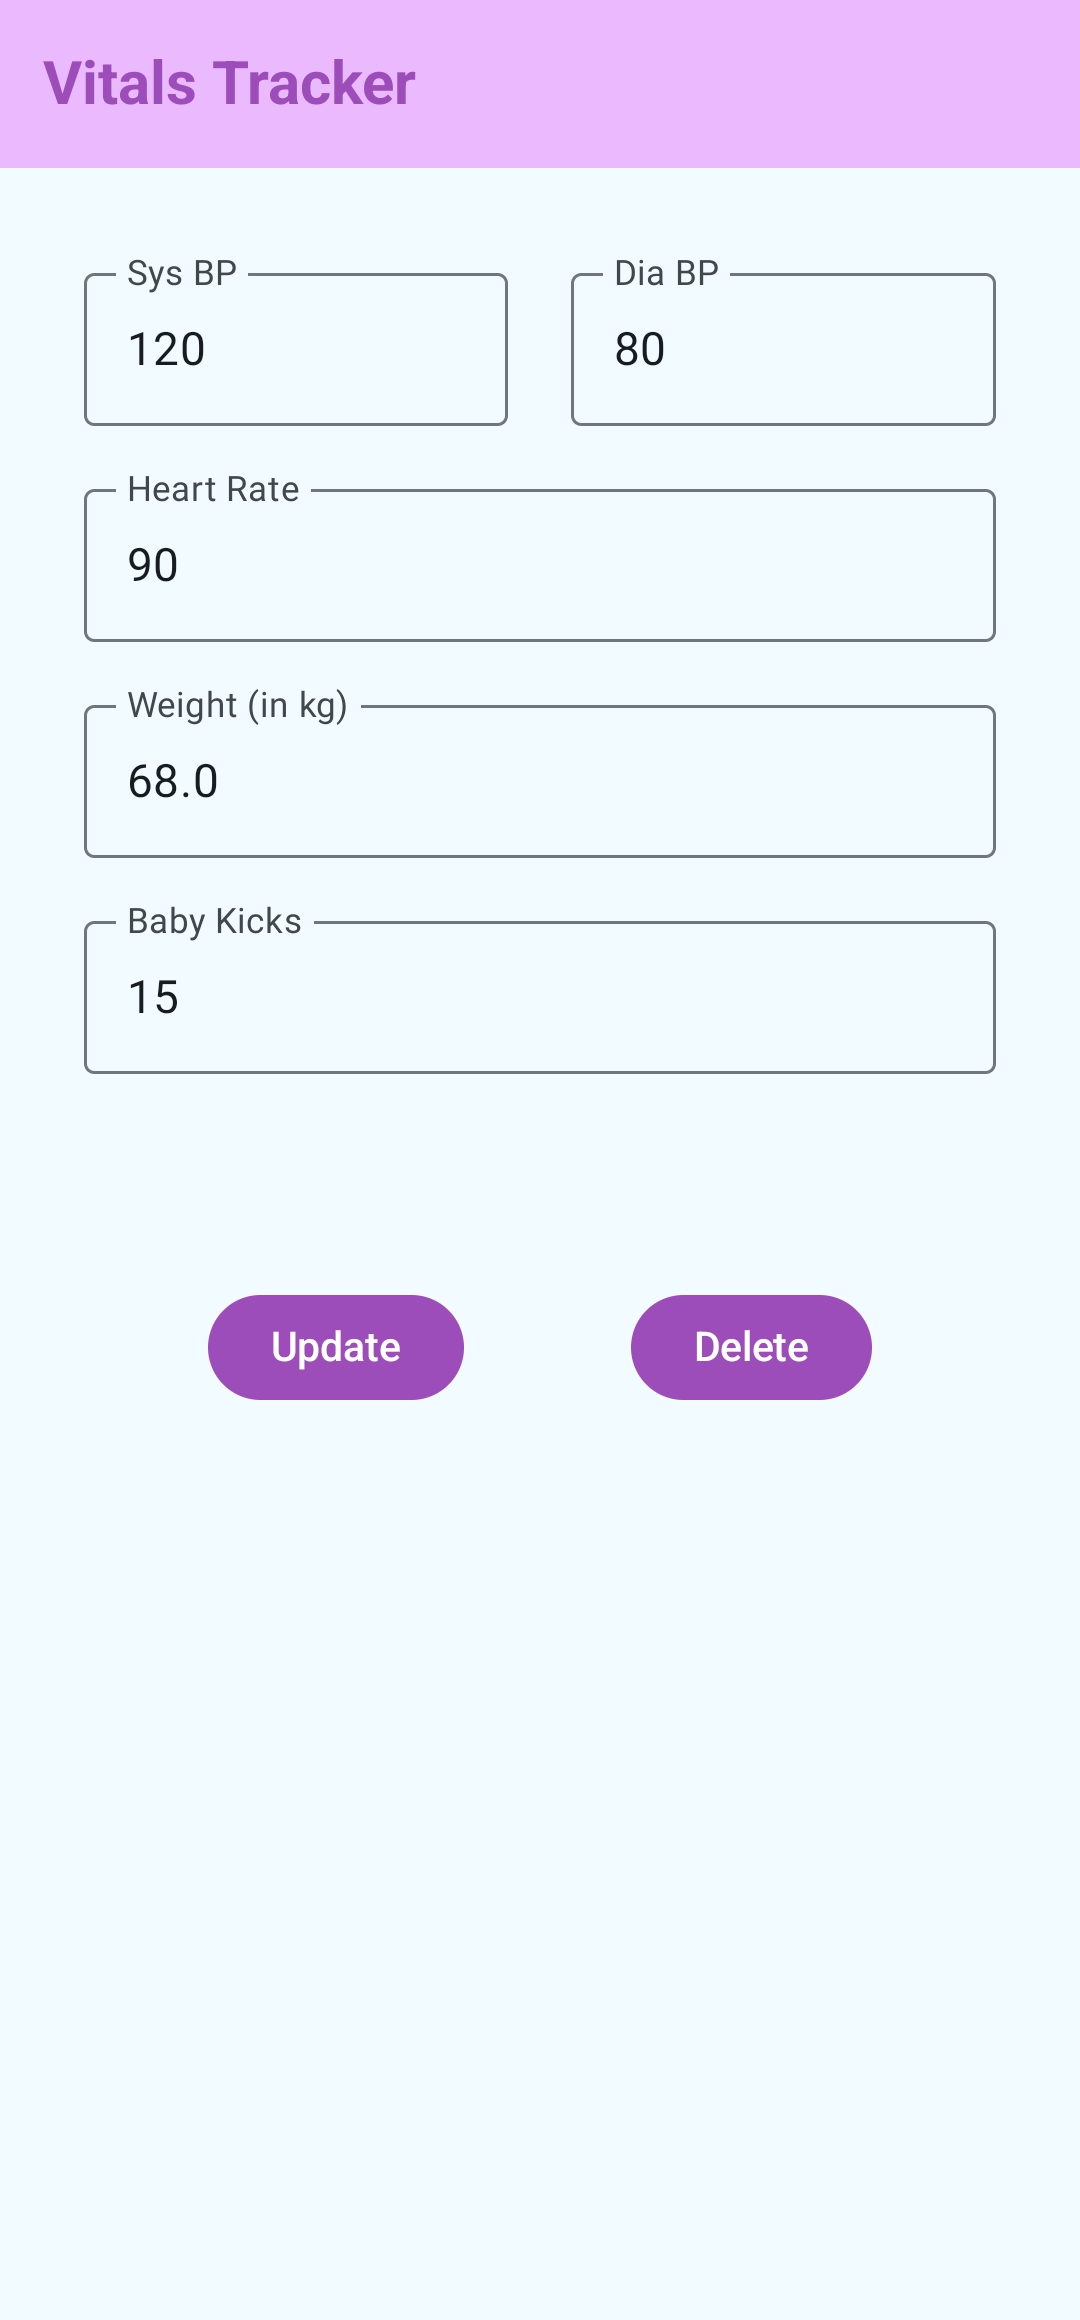 Vitals Tracker
Sys BP
Dia BP
120
80
Heart Rate
90
Weight (in kg)
68.0
Baby Kicks
15
Update
Delete